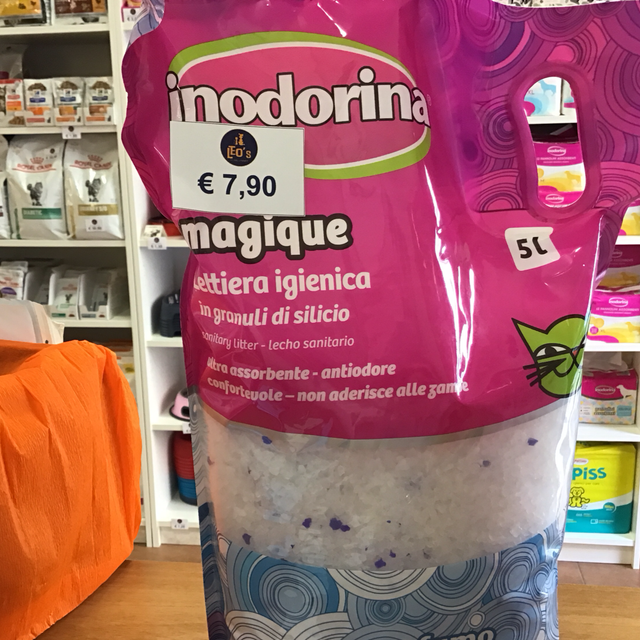 inodorina
LEO'S
€ 7,90
magique
lettiera igienica
in granuli di silicio
sanitary litter - lecho sanitario
ultra assorbente - antiodore
confortevole – non aderisce alle zampe
5L
PISS